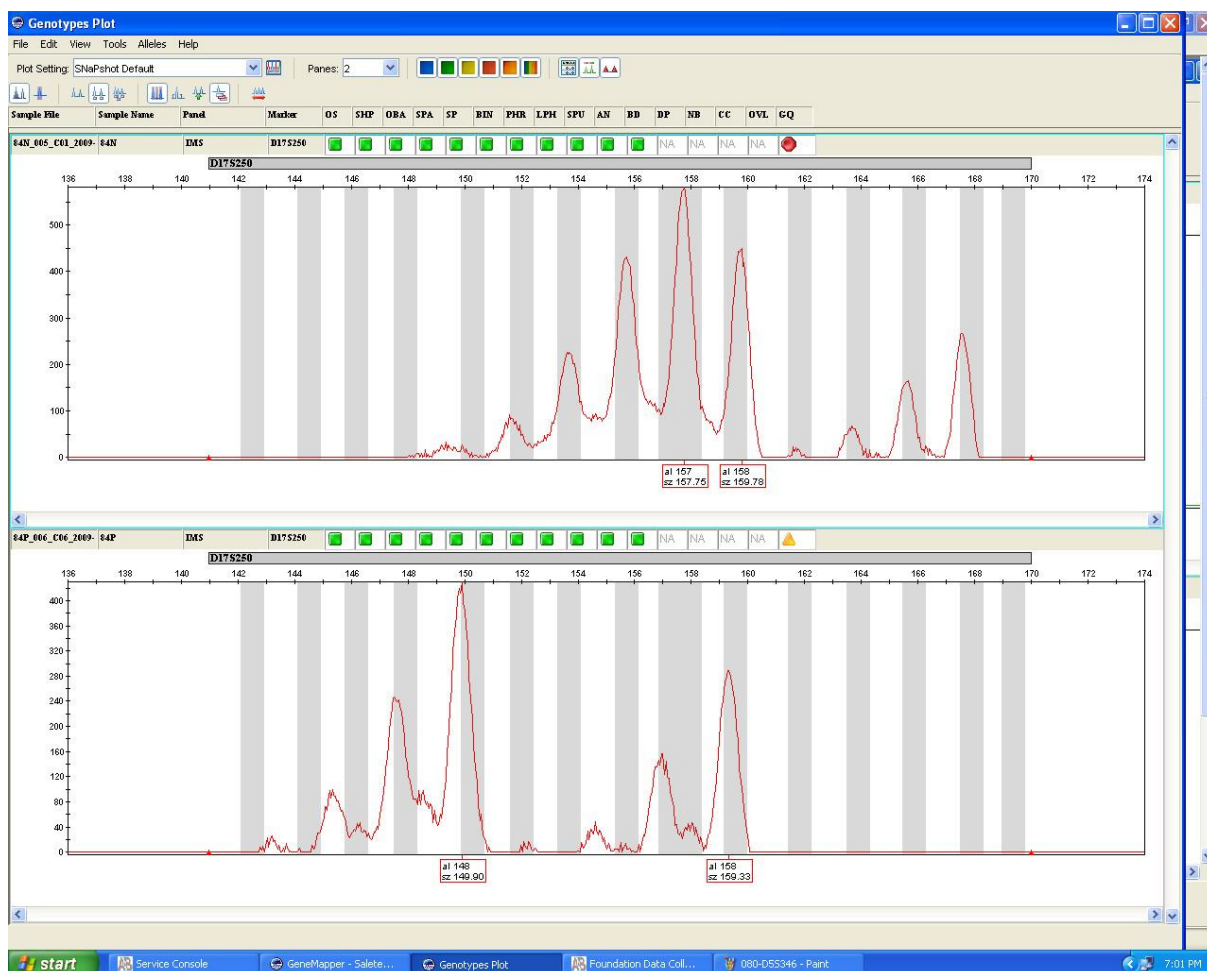 Genotypes Plot
File Edit View Tools Alleles Help
Plot Setting: SNaPshot Default Panes: 2
Sample File Sample Name Panel Marker OS SHP OBA SPA SP BIN PHR LPH SPU AN BD DP NB CC OVL GQ
84N_005_C01_2009- 84N IMS D17S250 NA NA NA NA
D17S250
136 138 140 142 144 146 148 150 152 154 156 158 160 162 164 166 168 170 172 174
500
400
300
200
100
0
al 157 al 158
sz 157.75 sz 159.78
84P_006_C06_2009- 84P IMS D17S250 NA NA NA NA
D17S250
136 138 140 142 144 146 148 150 152 154 156 158 160 162 164 166 168 170 172 174
400
360
320
280
240
200
160
120
80
40
0
al 148 al 158
sz 149.90 sz 159.33
start Service Console GeneMapper - Salete... Genotypes Plot Foundation Data Coll... 080-D55346 - Paint 7:01 PM